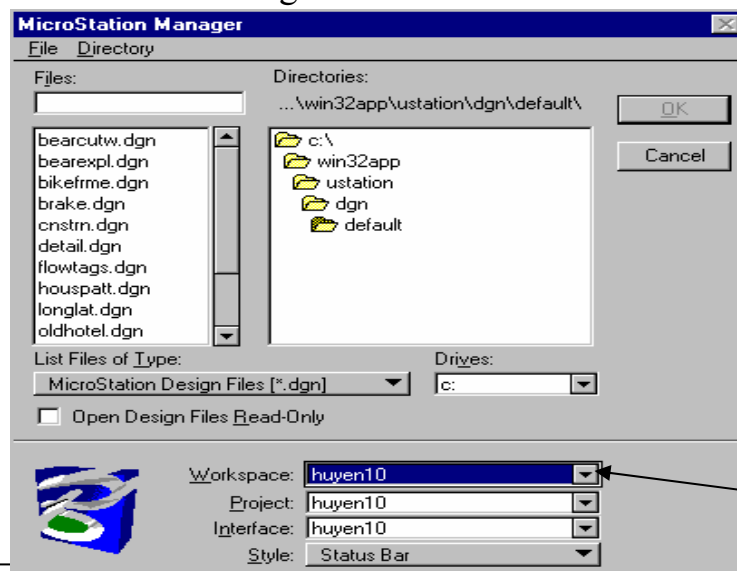 MicroStation Manager
File Directory
Files:
Directories:
...\win32app\ustation\dgn\default\
OK
Cancel
bearcutw.dgn
bearexpl.dgn
bikefrme.dgn
brake.dgn
cnstrn.dgn
detail.dgn
flowtags.dgn
houspatt.dgn
longlat.dgn
oldhotel.dgn
c:\
win32app
ustation
dgn
default
List Files of Type:
MicroStation Design Files [*.dgn]
Drives:
c:
Open Design Files Read-Only
Workspace: huyen10
Project: huyen10
Interface: huyen10
Style: Status Bar